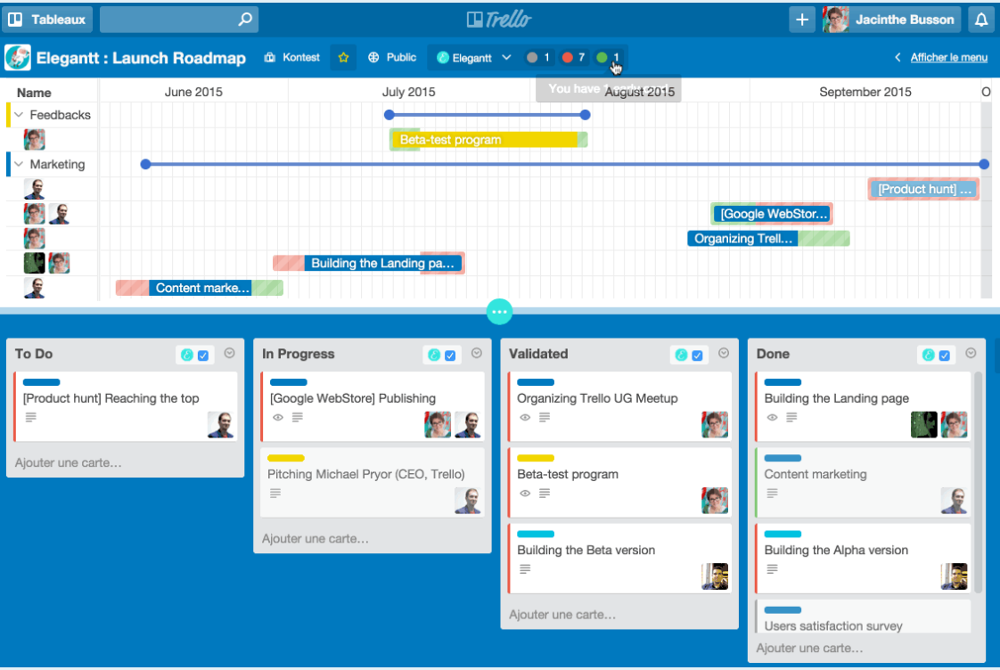 Tableaux
Trello
Jacinthe Busson
Elegantt : Launch Roadmap
Kontest
Public
Elegantt
1
7
1
Afficher le menu
You have 1 early card
Name
June 2015
July 2015
August 2015
September 2015
O
Feedbacks
Beta-test program
Marketing
[Product hunt] ...
[Google WebStor...
Organizing Trell...
Building the Landing pa...
Content marke...
To Do
[Product hunt] Reaching the top
Ajouter une carte…
In Progress
[Google WebStore] Publishing
Pitching Michael Pryor (CEO, Trello)
Ajouter une carte…
Validated
Organizing Trello UG Meetup
Beta-test program
Building the Beta version
Ajouter une carte…
Done
Building the Landing page
Content marketing
Building the Alpha version
Users satisfaction survey
Ajouter une carte…